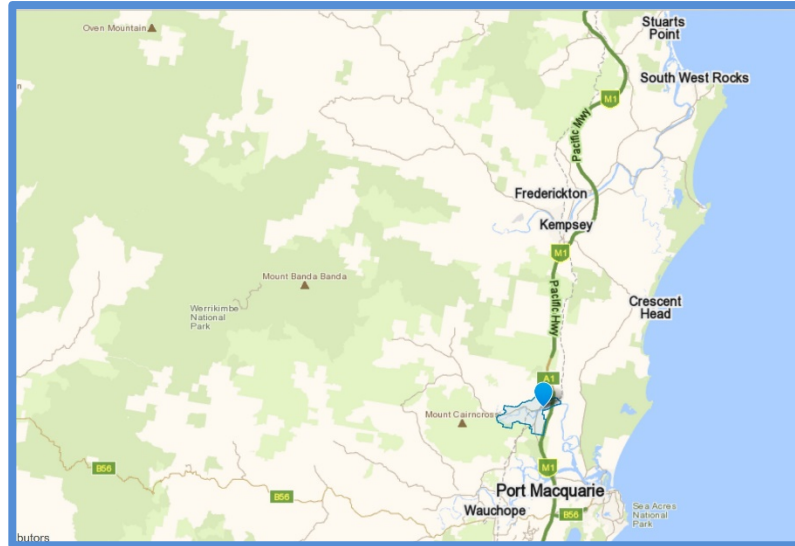 Oven Mountain
Stuarts
Point
South West Rocks
M1
Pacific Mwy
Frederickton
Kempsey
M1
Mount Banda Banda
Pacific Hwy
Werrikimbe
National
Park
Crescent
Head
A1
Mount Cairncross
M1
B56
Port Macquarie
B56
Wauchope
B56
Sea Acres
National
Park
butors